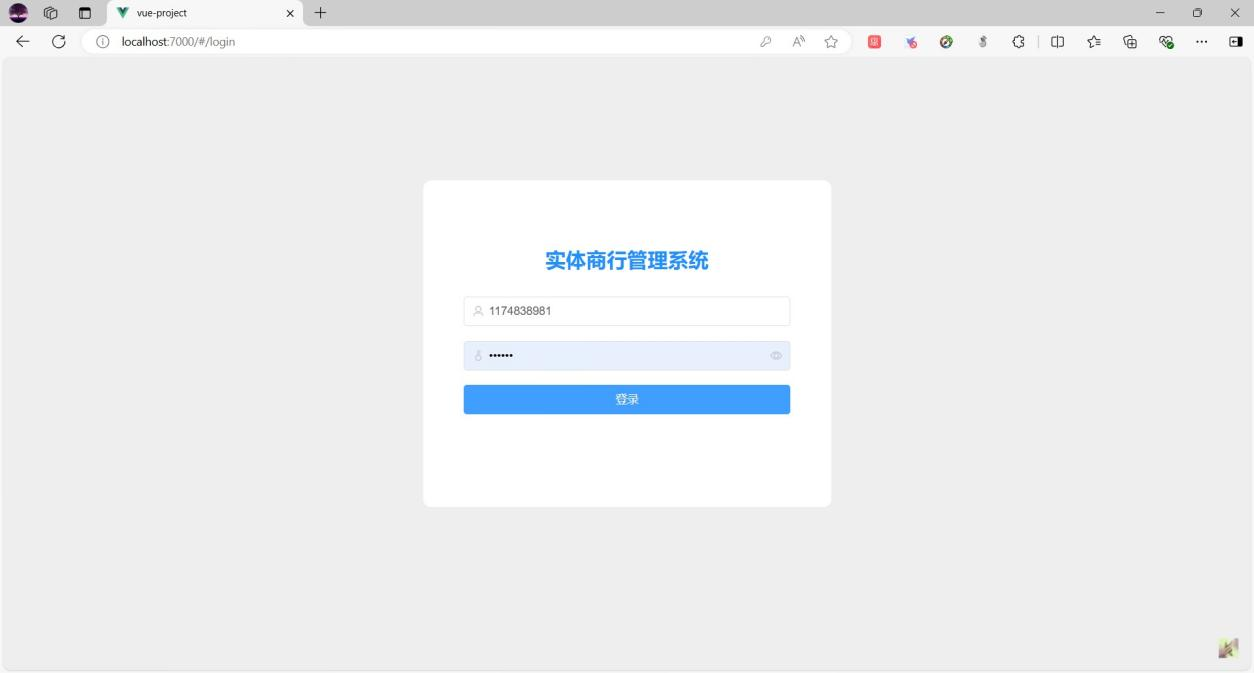 vue-project
localhost:7000/#/login
实体商行管理系统
1174838981
••••••
登录